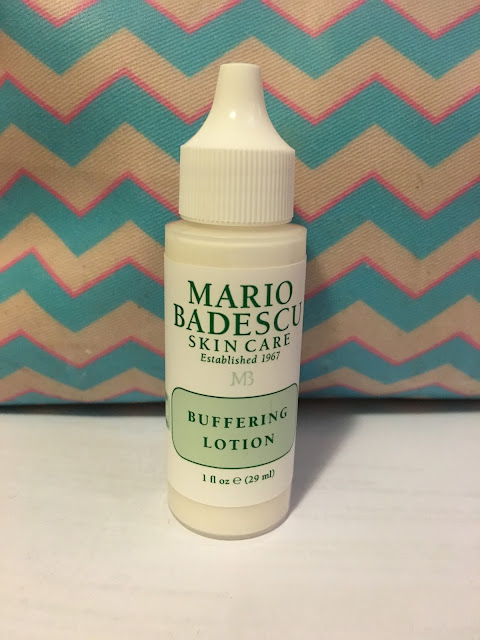 MARIO
BADESCU
SKIN CARE
Established 1967
MB
BUFFERING
LOTION
1 fl oz ℮ (29 ml)